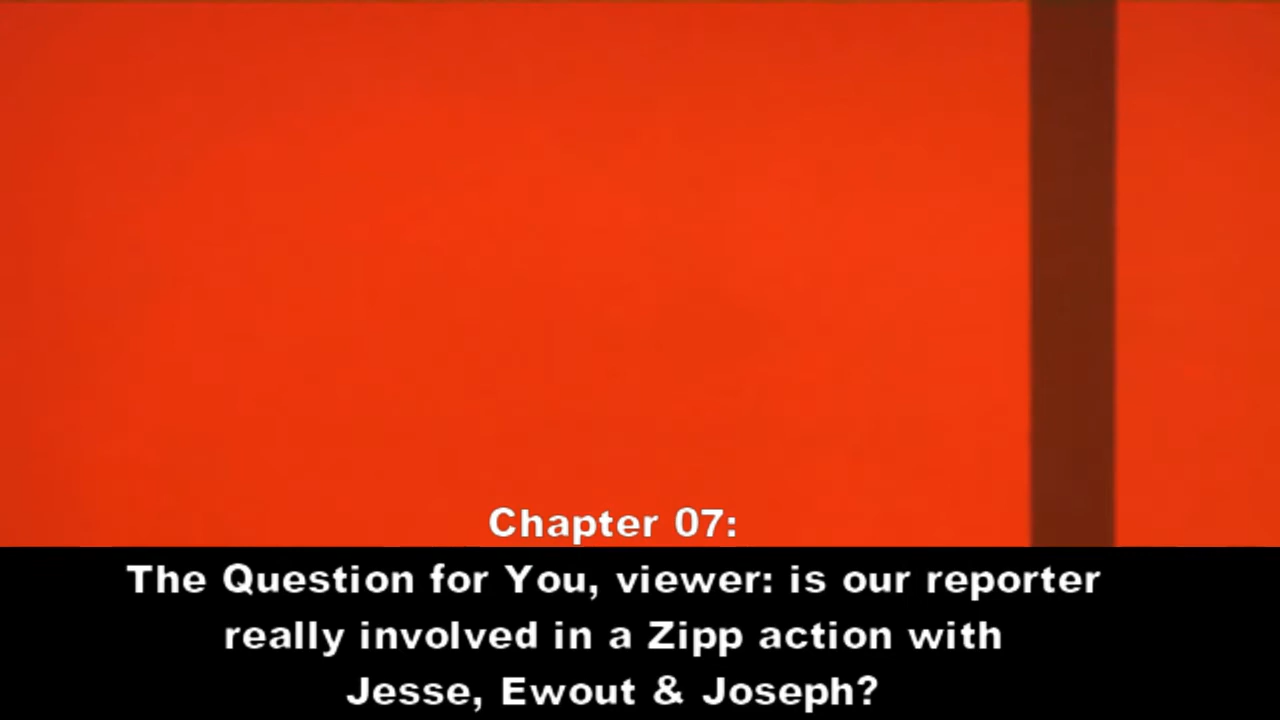 Chapter 07:
The Question for You, viewer: is our reporter
really involved in a Zipp action with
Jesse, Ewout & Joseph?